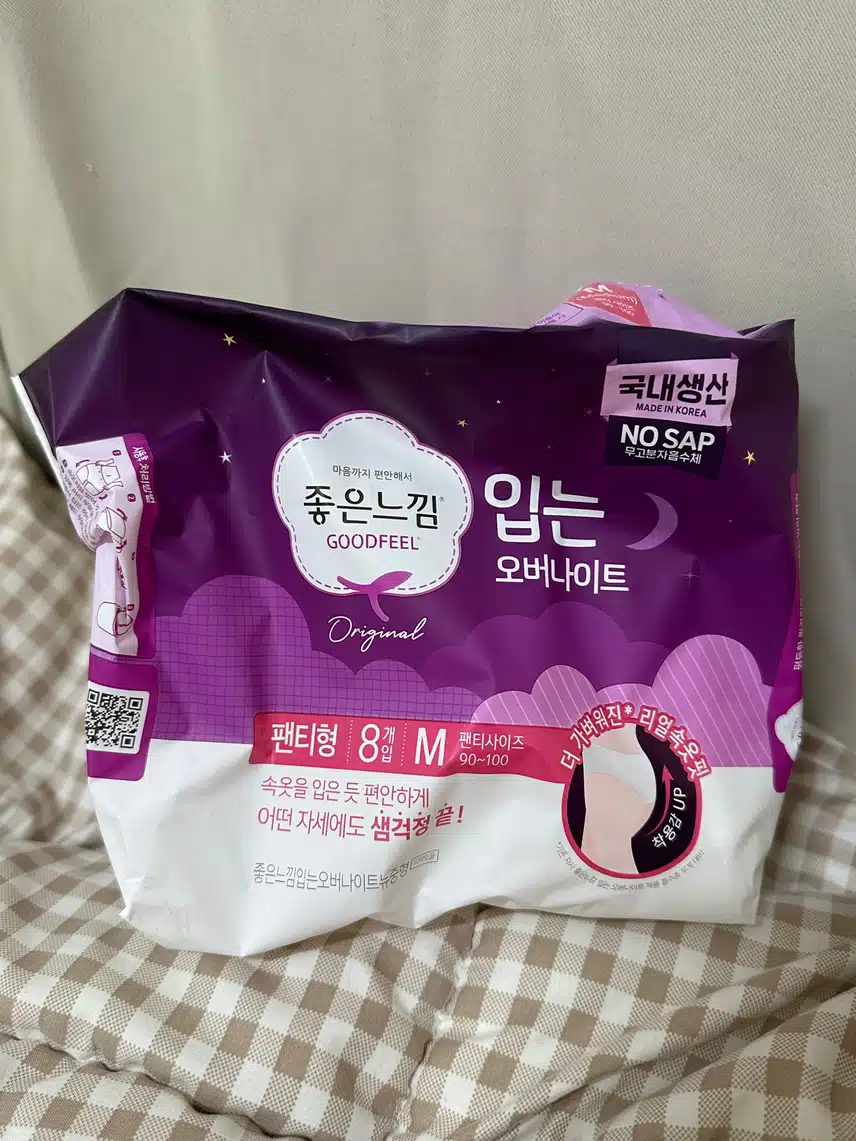 M
(Medium)
국내생산
MADE IN KOREA
NO SAP
무고분자흡수체
마음까지 편안해서
좋은느낌®
GOODFEEL®
Original
입는
오버나이트
처리방법
팬티형 8개입 M 팬티사이즈 90~100
속옷을 입은 듯 편안하게
어떤 자세에도 샘걱정 끝!
좋은느낌입는오버나이트뉴중형
더 가벼워진* 리얼속옷핏
착용감 UP